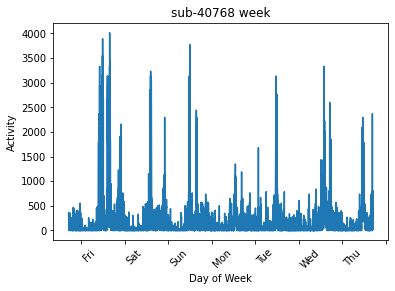 sub-40768 week
4000
3500
3000
2500
2000
1500
1000
500
0
Activity
Fri
Sat
Sun
Mon
Tue
Wed
Thu
Day of Week